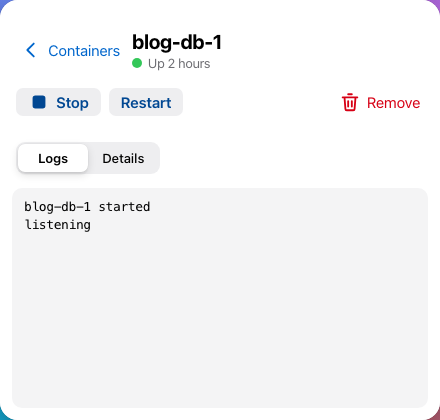 Containers
blog-db-1
Up 2 hours
Stop
Restart
Remove
Logs
Details
blog-db-1 started
listening